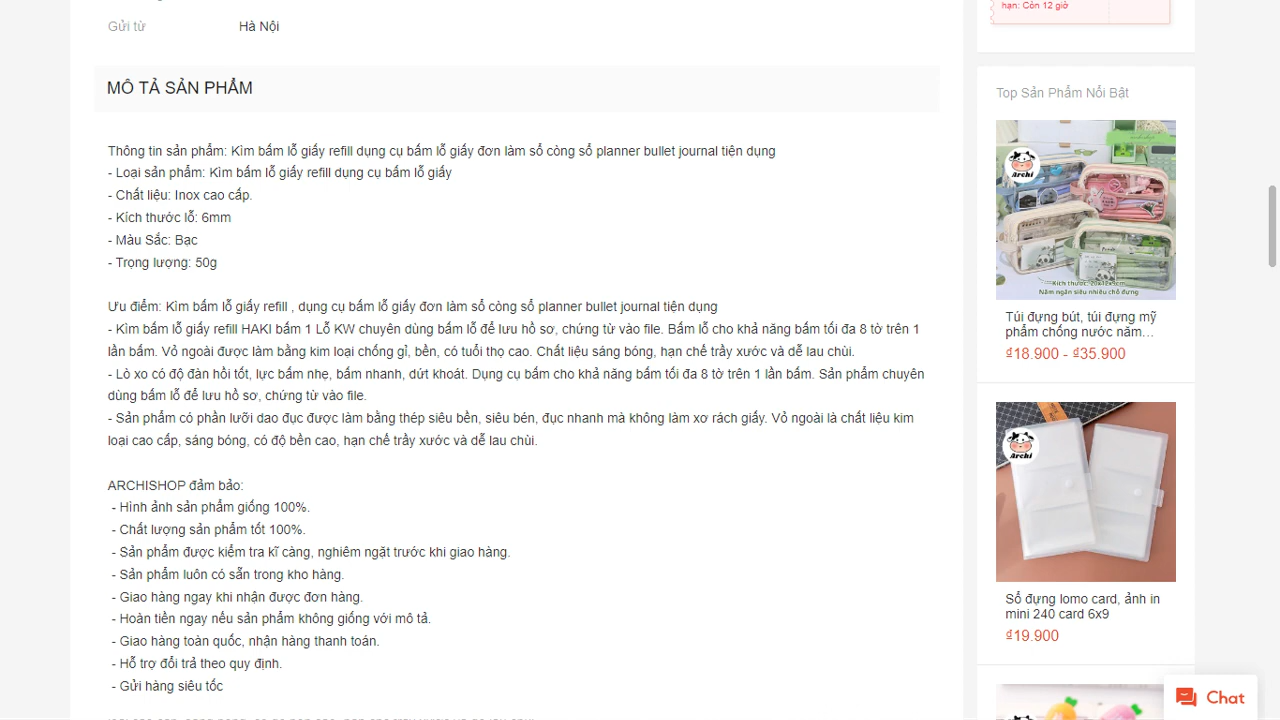 hạn: Còn 12 giờ
Gửi từ
Hà Nội
MÔ TẢ SẢN PHẨM
Thông tin sản phẩm: Kìm bấm lỗ giấy refill dụng cụ bấm lỗ giấy đơn làm sổ còng sổ planner bullet journal tiện dụng
- Loại sản phẩm: Kìm bấm lỗ giấy refill dụng cụ bấm lỗ giấy
- Chất liệu: Inox cao cấp.
- Kích thước lỗ: 6mm
- Màu Sắc: Bạc
- Trọng lượng: 50g
Ưu điểm: Kìm bấm lỗ giấy refill , dụng cụ bấm lỗ giấy đơn làm sổ còng sổ planner bullet journal tiện dụng
- Kìm bấm lỗ giấy refill HAKI bấm 1 Lỗ KW chuyên dùng bấm lỗ để lưu hồ sơ, chứng từ vào file. Bấm lỗ cho khả năng bấm tối đa 8 tờ trên 1
lần bấm. Vỏ ngoài được làm bằng kim loại chống gỉ, bền, có tuổi thọ cao. Chất liệu sáng bóng, hạn chế trầy xước và dễ lau chùi.
- Lò xo có độ đàn hồi tốt, lực bấm nhẹ, bấm nhanh, dứt khoát. Dụng cụ bấm cho khả năng bấm tối đa 8 tờ trên 1 lần bấm. Sản phẩm chuyên
dùng bấm lỗ để lưu hồ sơ, chứng từ vào file.
- Sản phẩm có phần lưỡi dao đục được làm bằng thép siêu bền, siêu bén, đục nhanh mà không làm xơ rách giấy. Vỏ ngoài là chất liệu kim
loại cao cấp, sáng bóng, có độ bền cáo, hạn chế trầy xước và dễ lau chùi.
ARCHISHOP đảm bảo:
- Hình ảnh sản phẩm giống 100%.
- Chất lượng sản phẩm tốt 100%.
- Sản phẩm được kiểm tra kĩ càng, nghiêm ngặt trước khi giao hàng.
- Sản phẩm luôn có sẵn trong kho hàng.
- Giao hàng ngay khi nhận được đơn hàng.
- Hoàn tiền ngay nếu sản phẩm không giống với mô tả.
- Giao hàng toàn quốc, nhận hàng thanh toán.
- Hỗ trợ đổi trả theo quy định.
- Gửi hàng siêu tốc
Top Sản Phẩm Nổi Bật
Archi
Kích thước: 20x12x9cm
Năm ngăn siêu nhiều chỗ đựng
Túi đựng bút, túi đựng mỹ
phẩm chống nước năm...
₫18.900 - ₫35.900
Archi
Sổ đựng lomo card, ảnh in
mini 240 card 6x9
₫19.900
Chat